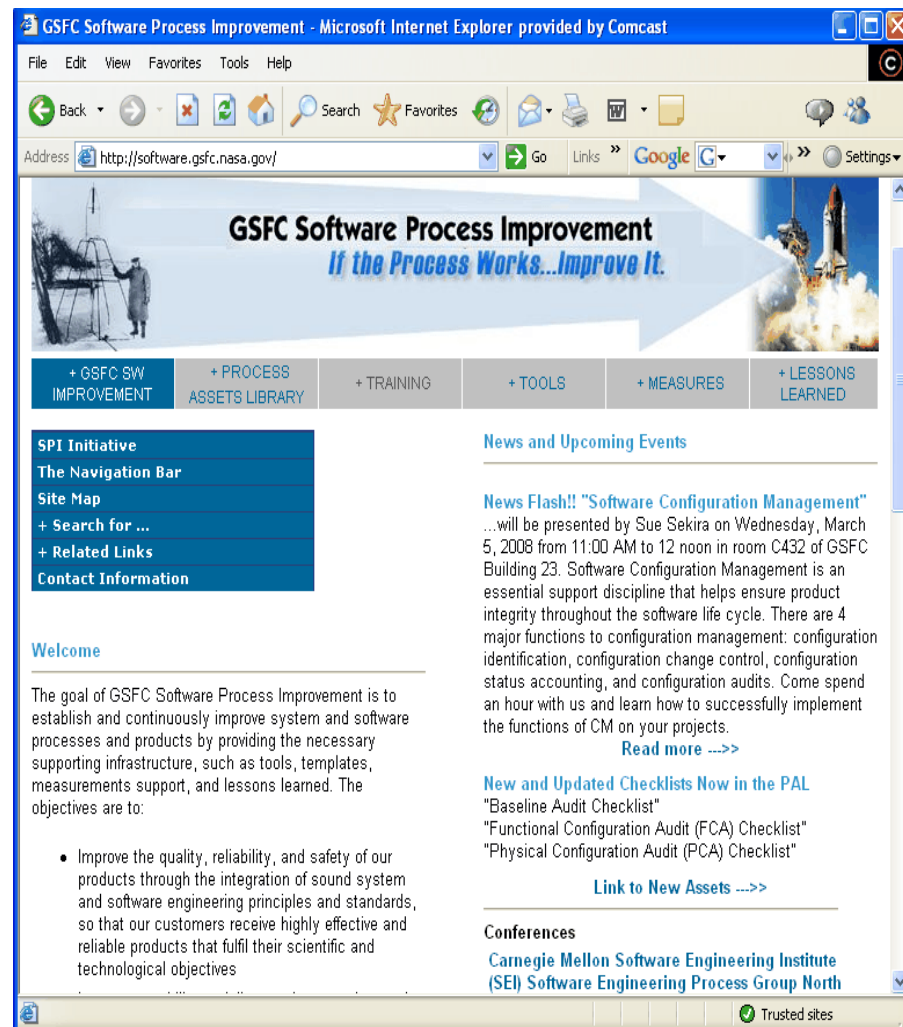 GSFC Software Process Improvement - Microsoft Internet Explorer provided by Comcast
File Edit View Favorites Tools Help
Back Search Favorites
Address http://software.gsfc.nasa.gov/ Go Links » Google G » Settings
GSFC Software Process Improvement
If the Process Works...Improve It.
+ GSFC SW IMPROVEMENT
+ PROCESS ASSETS LIBRARY
+ TRAINING
+ TOOLS
+ MEASURES
+ LESSONS LEARNED
SPI Initiative
The Navigation Bar
Site Map
+ Search for ...
+ Related Links
Contact Information
Welcome
The goal of GSFC Software Process Improvement is to
establish and continuously improve system and software
processes and products by providing the necessary
supporting infrastructure, such as tools, templates,
measurements support, and lessons learned. The
objectives are to:
• Improve the quality, reliability, and safety of our
products through the integration of sound system
and software engineering principles and standards,
so that our customers receive highly effective and
reliable products that fulfil their scientific and
technological objectives
News and Upcoming Events
News Flash!! "Software Configuration Management"
...will be presented by Sue Sekira on Wednesday, March
5, 2008 from 11:00 AM to 12 noon in room C432 of GSFC
Building 23. Software Configuration Management is an
essential support discipline that helps ensure product
integrity throughout the software life cycle. There are 4
major functions to configuration management: configuration
identification, configuration change control, configuration
status accounting, and configuration audits. Come spend
an hour with us and learn how to successfully implement
the functions of CM on your projects.
Read more --->>
New and Updated Checklists Now in the PAL
"Baseline Audit Checklist"
"Functional Configuration Audit (FCA) Checklist"
"Physical Configuration Audit (PCA) Checklist"
Link to New Assets --->>
Conferences
Carnegie Mellon Software Engineering Institute
(SEI) Software Engineering Process Group North
Trusted sites